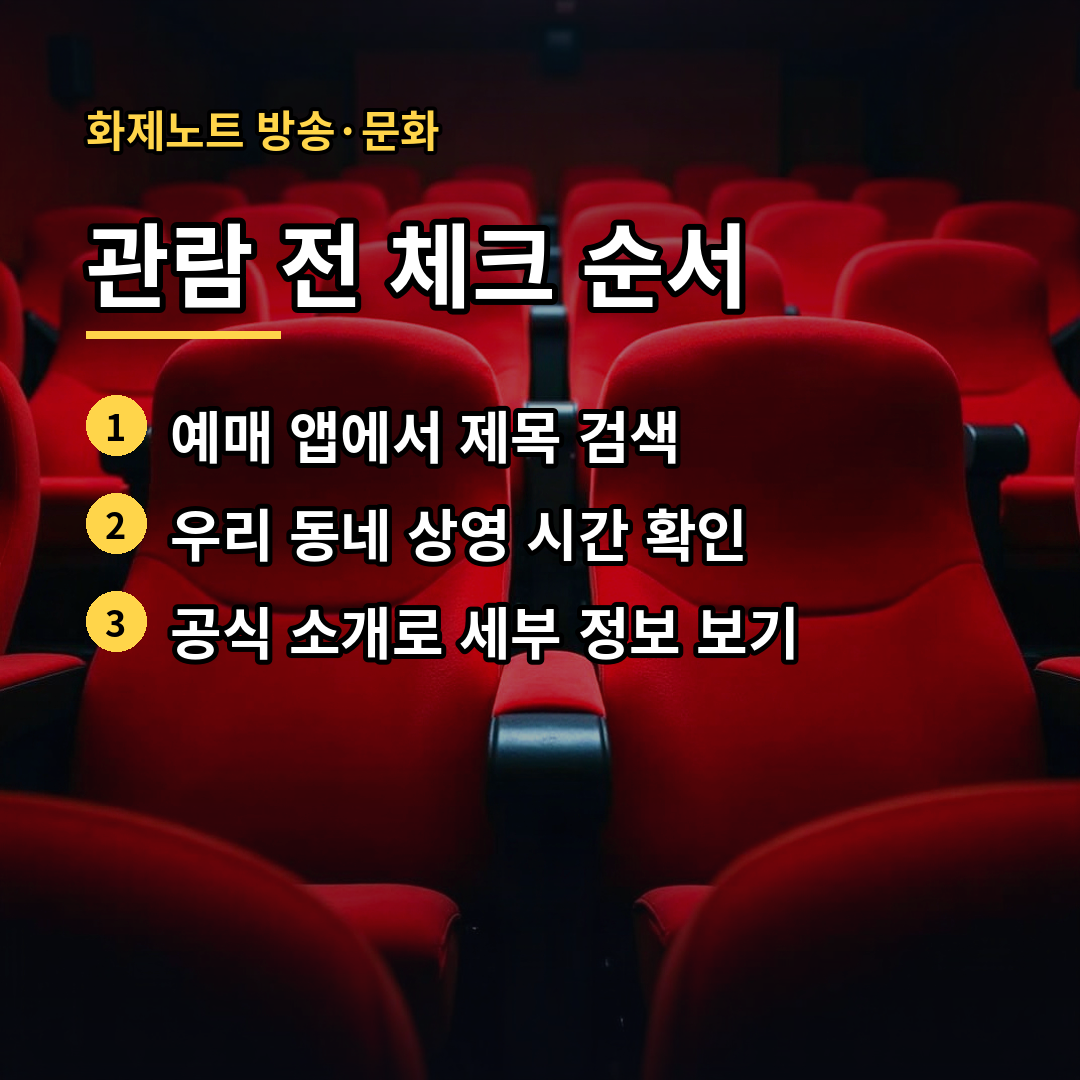 화제노트 방송·문화
관람 전 체크 순서
1 예매 앱에서 제목 검색
2 우리 동네 상영 시간 확인
3 공식 소개로 세부 정보 보기